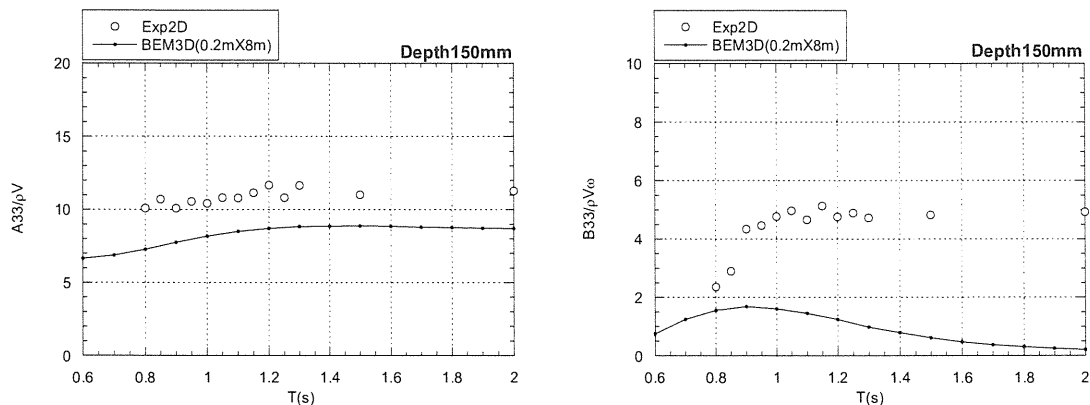 Exp2D
BEM3D(0.2mX8m)
Depth150mm
20
15
10
5
0
A33/ρV
0.6 0.8 1 1.2 1.4 1.6 1.8 2
T(s)
Exp2D
BEM3D(0.2mX8m)
Depth150mm
10
8
6
4
2
0
B33/ρVω
0.6 0.8 1 1.2 1.4 1.6 1.8 2
T(s)